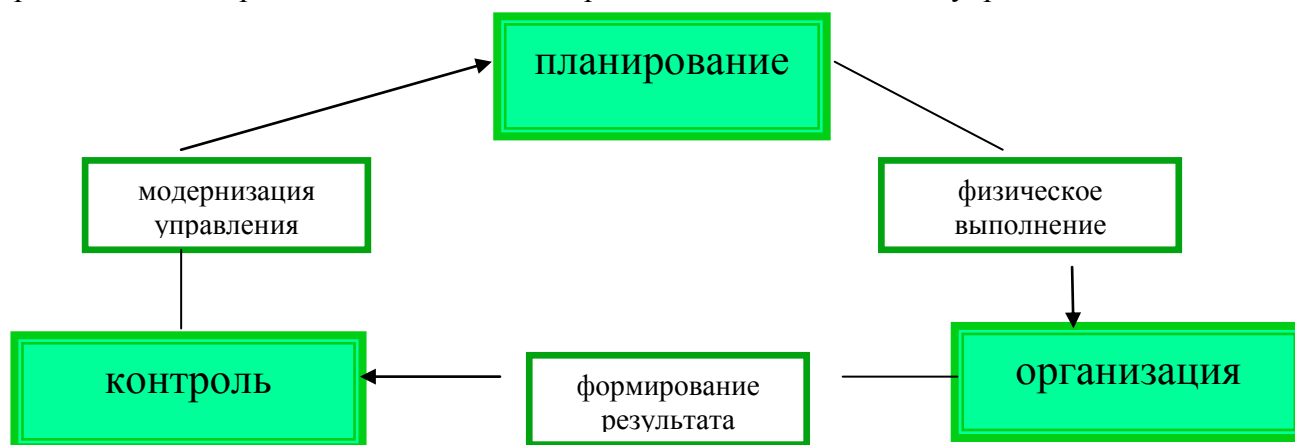 планирование
модернизация
управления
физическое
выполнение
контроль
формирование
результата
организация